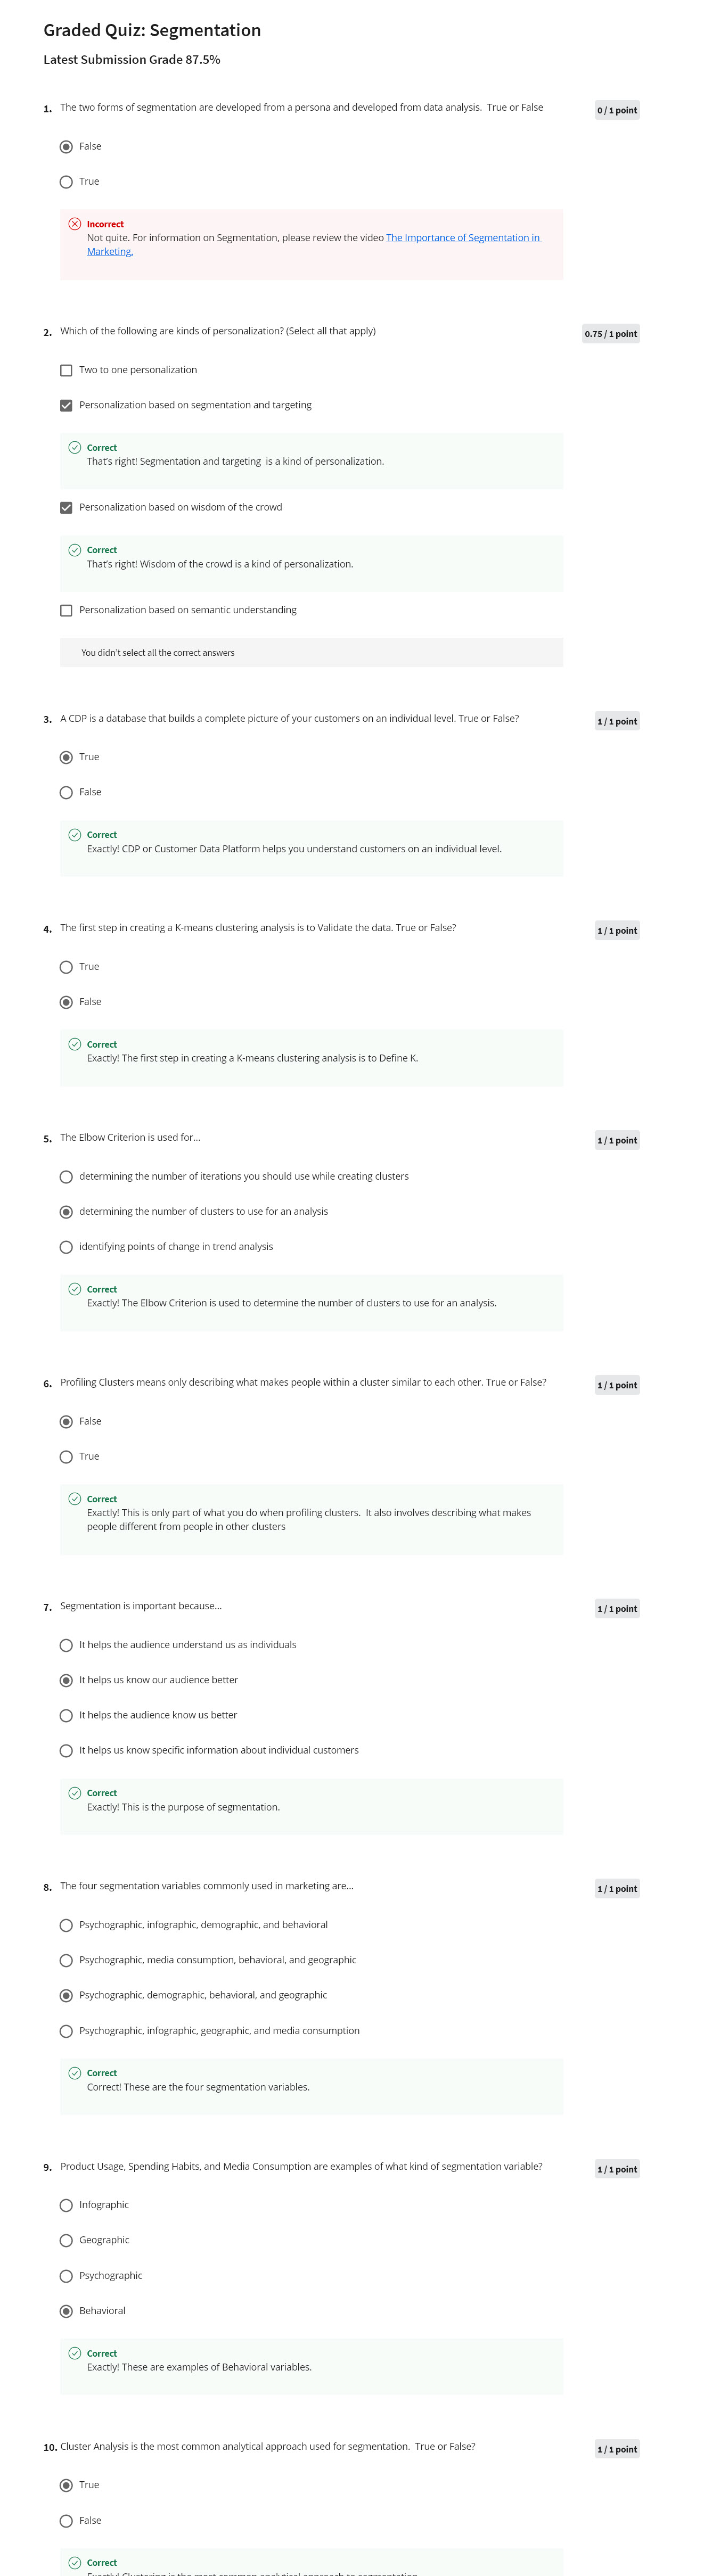 Graded Quiz: Segmentation
Latest Submission Grade 87.5%
1. The two forms of segmentation are developed from a persona and developed from data analysis. True or False
0 / 1 point
False
True
Incorrect
Not quite. For information on Segmentation, please review the video The Importance of Segmentation in
Marketing.
2. Which of the following are kinds of personalization? (Select all that apply)
0.75 / 1 point
Two to one personalization
Personalization based on segmentation and targeting
Correct
That's right! Segmentation and targeting is a kind of personalization.
Personalization based on wisdom of the crowd
Correct
That's right! Wisdom of the crowd is a kind of personalization.
Personalization based on semantic understanding
You didn't select all the correct answers
3. A CDP is a database that builds a complete picture of your customers on an individual level. True or False?
1 / 1 point
True
False
Correct
Exactly! CDP or Customer Data Platform helps you understand customers on an individual level.
4. The first step in creating a K-means clustering analysis is to Validate the data. True or False?
1 / 1 point
True
False
Correct
Exactly! The first step in creating a K-means clustering analysis is to Define K.
5. The Elbow Criterion is used for...
1 / 1 point
determining the number of iterations you should use while creating clusters
determining the number of clusters to use for an analysis
identifying points of change in trend analysis
Correct
Exactly! The Elbow Criterion is used to determine the number of clusters to use for an analysis.
6. Profiling Clusters means only describing what makes people within a cluster similar to each other. True or False?
1 / 1 point
False
True
Correct
Exactly! This is only part of what you do when profiling clusters. It also involves describing what makes
people different from people in other clusters
7. Segmentation is important because...
1 / 1 point
It helps the audience understand us as individuals
It helps us know our audience better
It helps the audience know us better
It helps us know specific information about individual customers
Correct
Exactly! This is the purpose of segmentation.
8. The four segmentation variables commonly used in marketing are...
1 / 1 point
Psychographic, infographic, demographic, and behavioral
Psychographic, media consumption, behavioral, and geographic
Psychographic, demographic, behavioral, and geographic
Psychographic, infographic, geographic, and media consumption
Correct
Correct! These are the four segmentation variables.
9. Product Usage, Spending Habits, and Media Consumption are examples of what kind of segmentation variable?
1 / 1 point
Infographic
Geographic
Psychographic
Behavioral
Correct
Exactly! These are examples of Behavioral variables.
10. Cluster Analysis is the most common analytical approach used for segmentation. True or False?
1 / 1 point
True
False
Correct